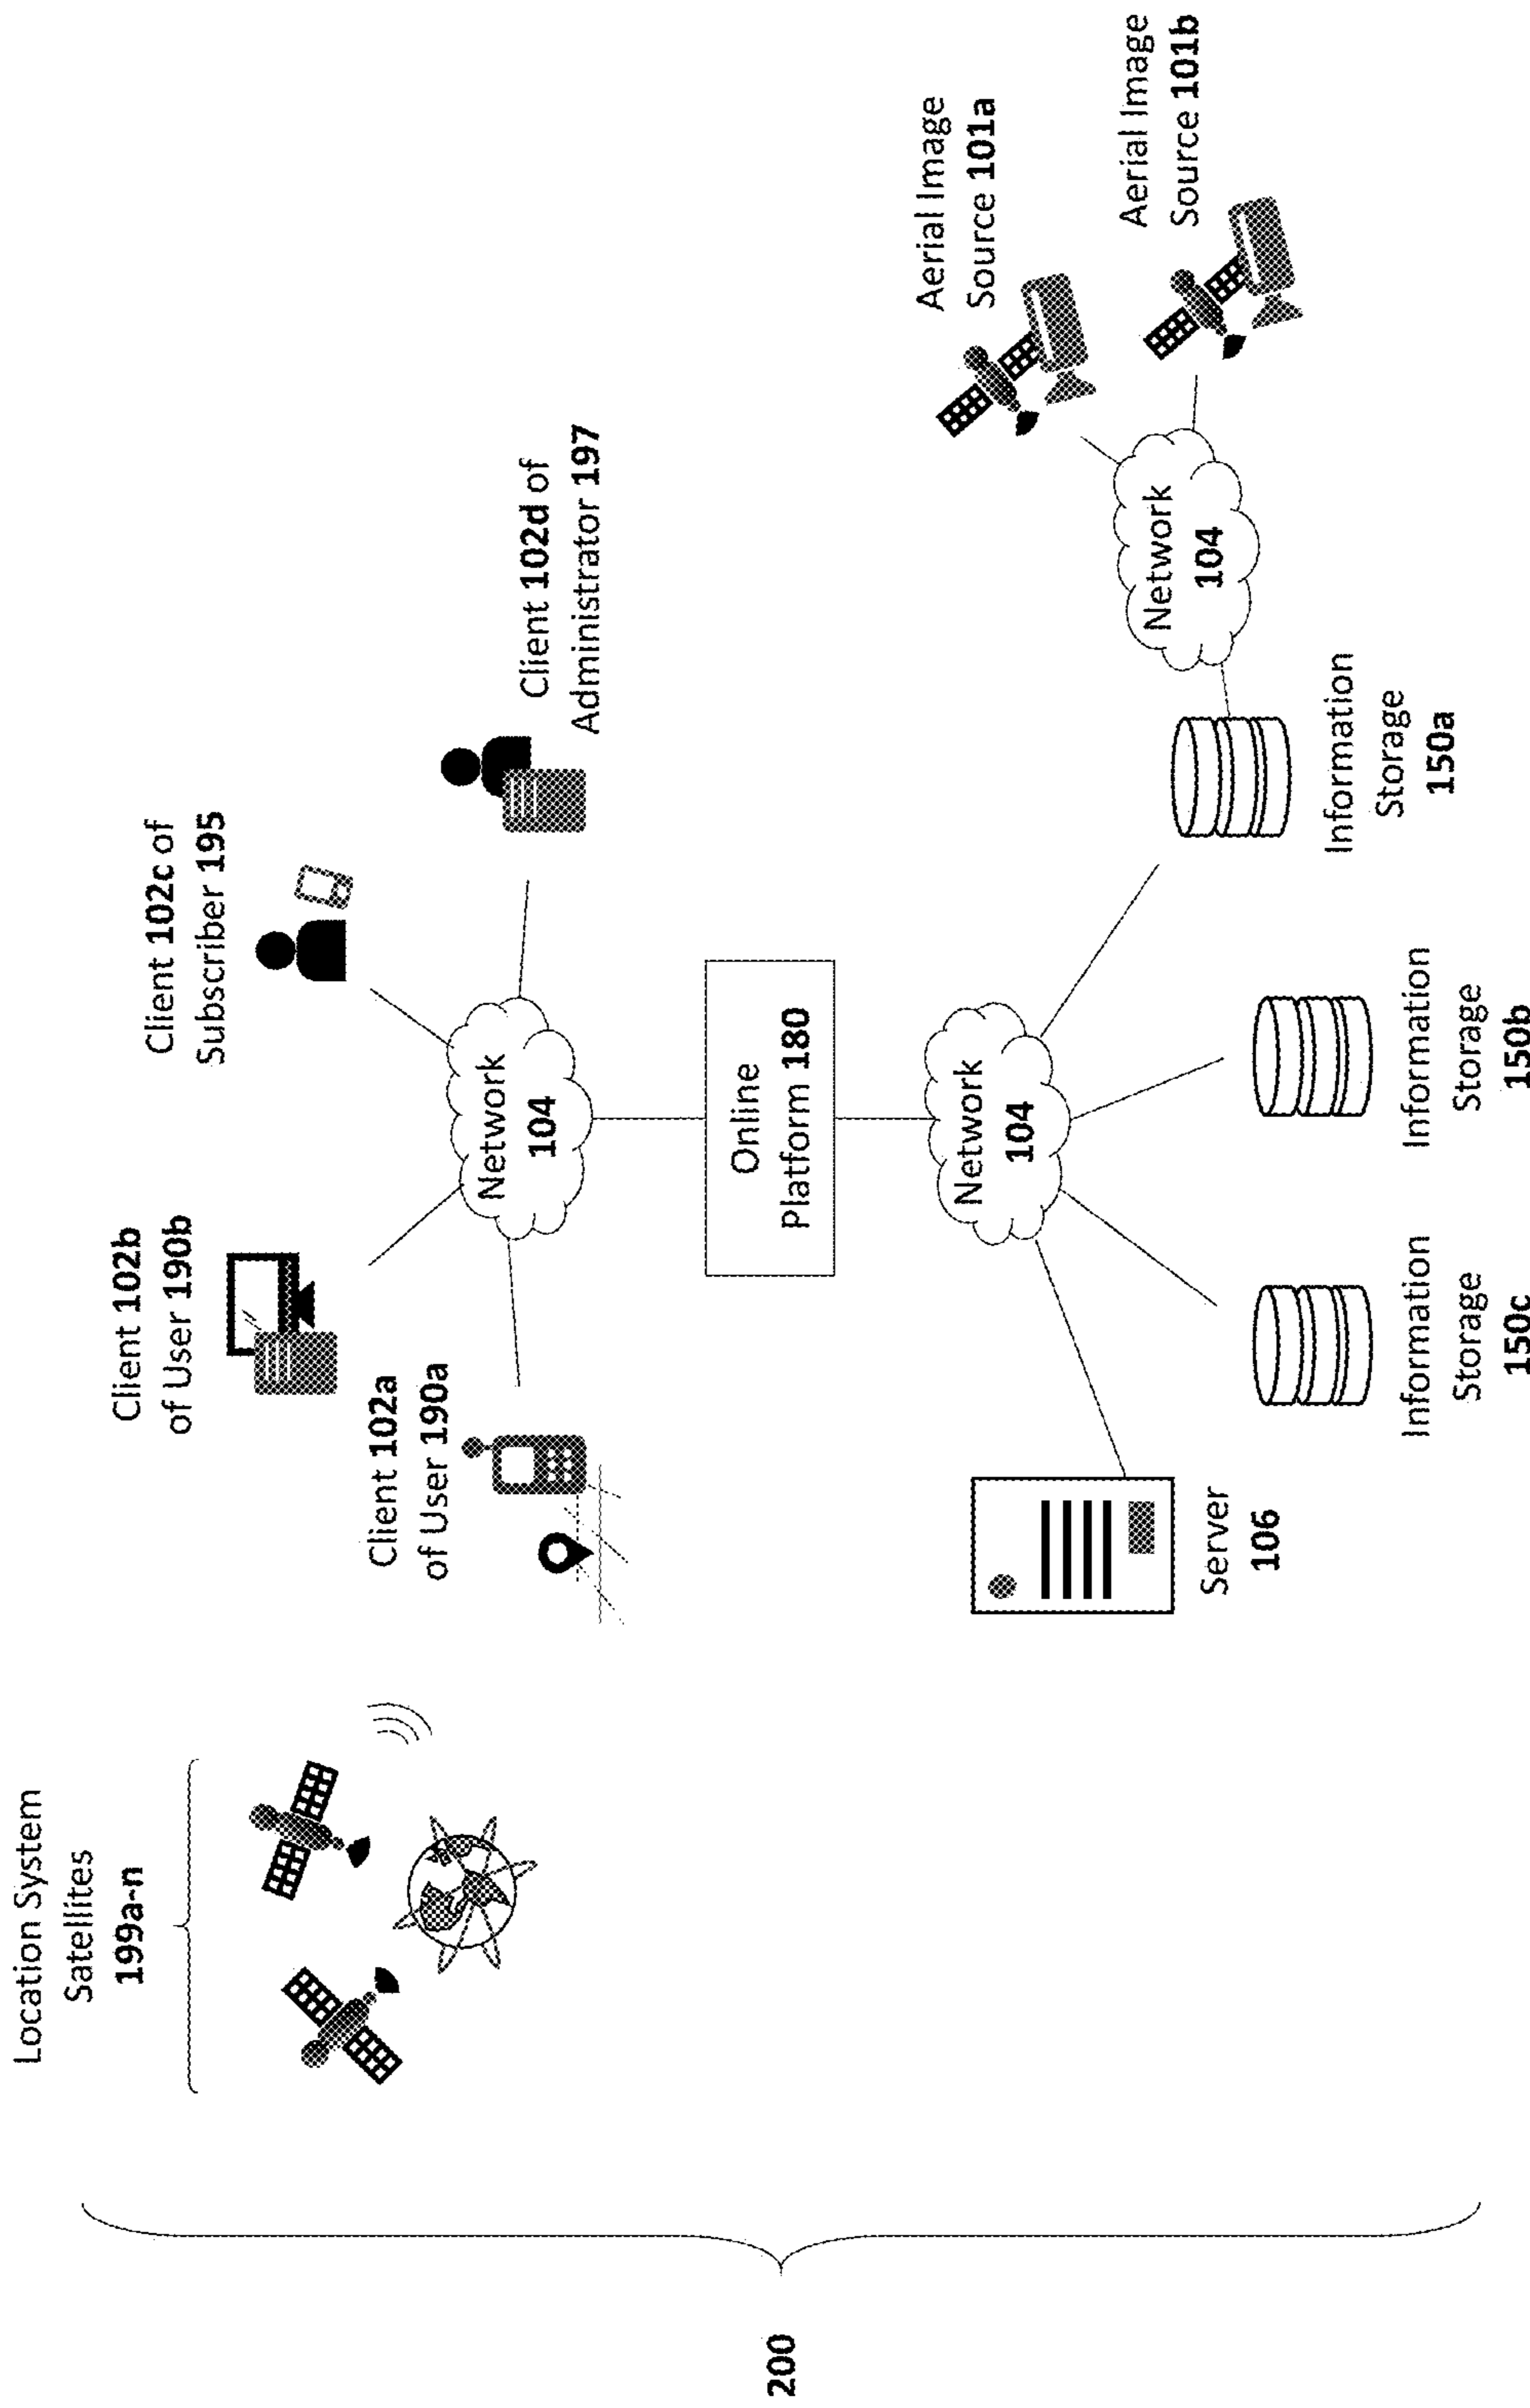 Location System
Satellites
199a-n
Client 102b
of User 190b
Client 102c of
Subscriber 195
Client 102a
of User 190a
Client 102d of
Administrator 197
Network
104
Online
Platform 180
Network
104
Aerial Image
Source 101a
Aerial Image
Source 101b
Network
104
Server
106
Information
Storage
150c
Information
Storage
150b
Information
Storage
150a
200